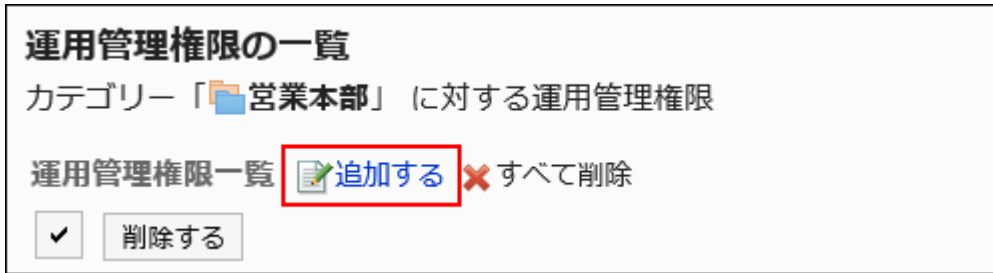 運用管理権限の一覧
カテゴリー「営業本部」 に対する運用管理権限
運用管理権限一覧 追加する すべて削除
削除する